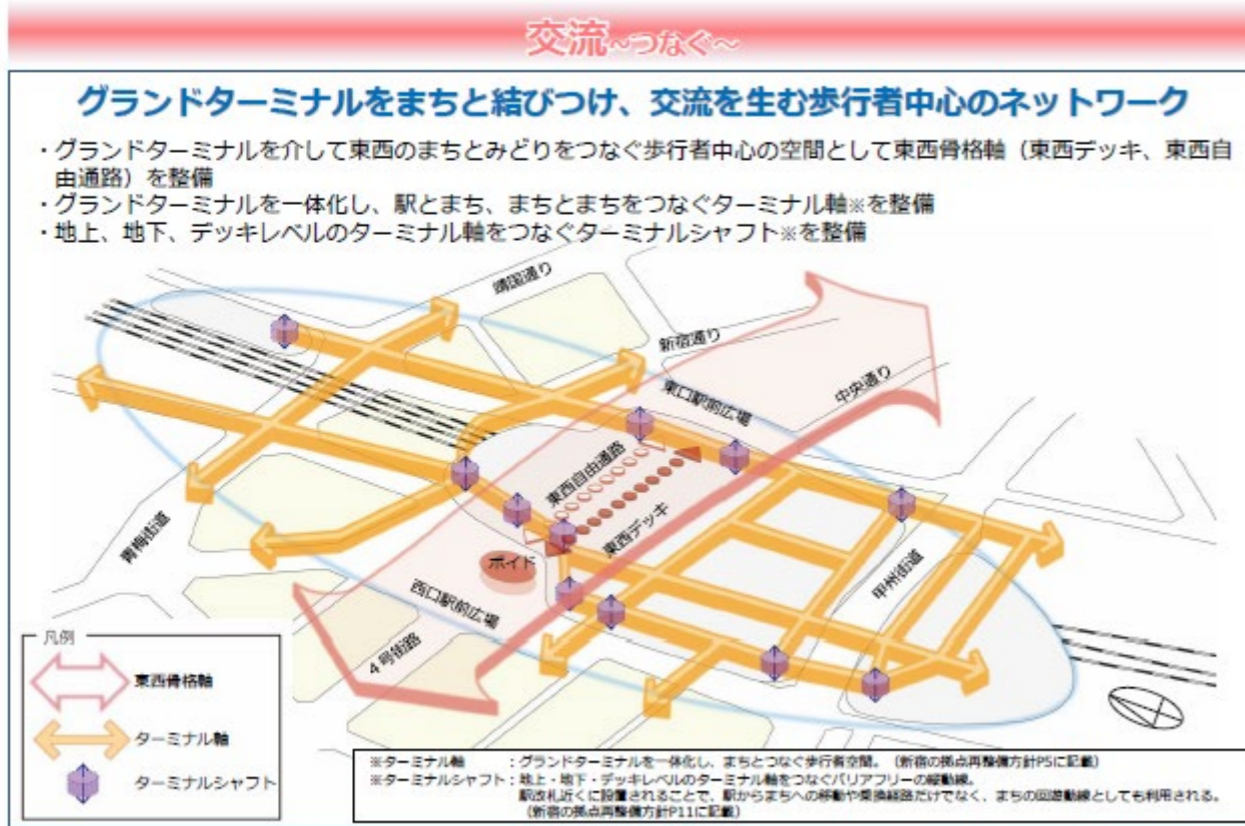 交流~つなぐ~
グランドターミナルをまちと結びつけ、交流を生む歩行者中心のネットワーク
・グランドターミナルを介して東西のまちとみどりをつなぐ歩行者中心の空間として東西骨格軸（東西デッキ、東西自
由通路）を整備
・グランドターミナルを一体化し、駅とまち、まちとまちをつなぐターミナル軸※を整備
・地上、地下、デッキレベルのターミナル軸をつなぐターミナルシャフト※を整備
靖国通り
新宿通り
東口駅前広場
中央通り
東西自由通路
東西デッキ
青梅街道
ボイド
甲州街道
西口駅前広場
4号街路
凡例
東西骨格軸
ターミナル軸
ターミナルシャフト
※ターミナル軸　　　：グランドターミナルを一体化し、まちとつなぐ歩行者空間。（新宿の拠点再整備方針P5に記載）
※ターミナルシャフト：地上・地下・デッキレベルのターミナル軸をつなぐバリアフリーの縦動線。
駅改札近くに設置されることで、駅からまちへの移動や乗換経路だけでなく、まちの回遊動線としても利用される。
（新宿の拠点再整備方針P11に記載）